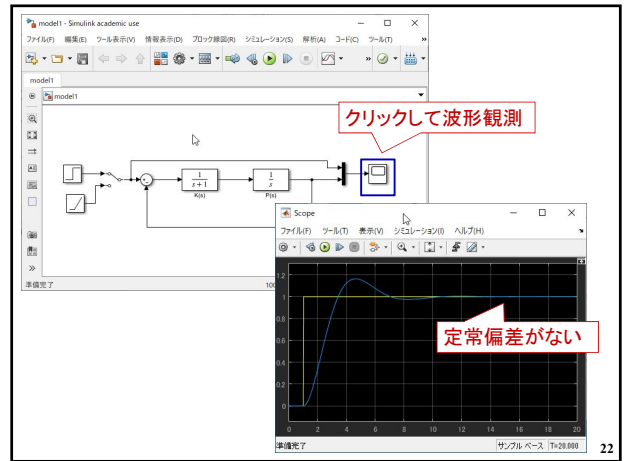 model1 - Simulink academic use
ファイル(F) 編集(E) ツール表示(V) 情報表示(D) ブロック線図(R) シミュレーション(S) 解析(A) コード(C) ツール(T) »
»
model1
model1
クリックして波形観測
1
s+1
K(s)
1
s
P(s)
»
準備完了
100
Scope
ファイル(F) ツール(T) 表示(V) シミュレーション(I) ヘルプ(H)
1.2
1
0.8
0.6
0.4
0.2
0
0 2 4 6 8 10 12 14 16 18 20
定常偏差がない
準備完了 サンプル ベース T=20.000
22